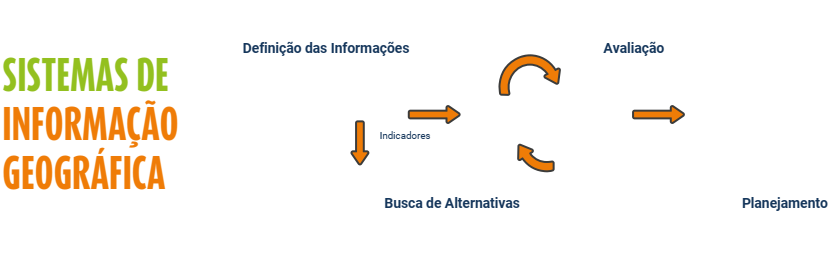 SISTEMAS DE
INFORMAÇÃO
GEOGRÁFICA
Definição das Informações
Avaliação
Indicadores
Busca de Alternativas
Planejamento